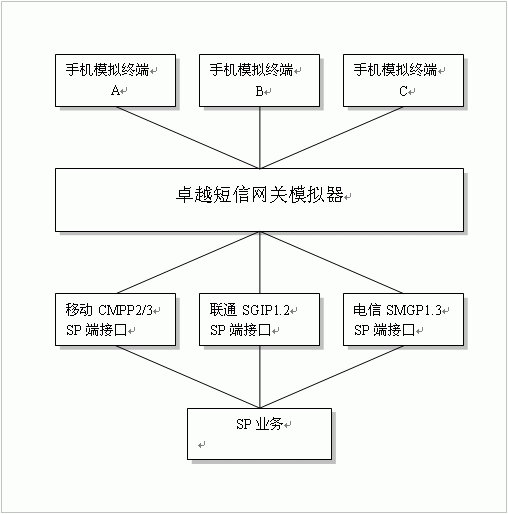 手机模拟终端
A
手机模拟终端
B
手机模拟终端
C
卓越短信网关模拟器
移动 CMPP2/3
SP 端接口
联通 SGIP1.2
SP 端接口
电信 SMGP1.3
SP 端接口
SP 业务